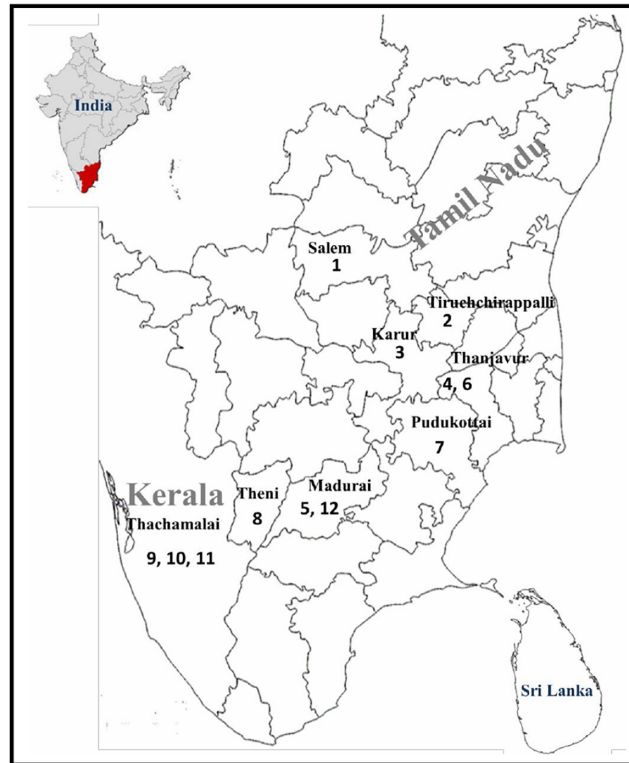 India
Tamil Nadu
Salem
1
Tiruchchirappalli
2
Karur
3
Thanjavur
4, 6
Pudukottai
7
Kerala
Thachamalai
9, 10, 11
Theni
8
Madurai
5, 12
Sri Lanka